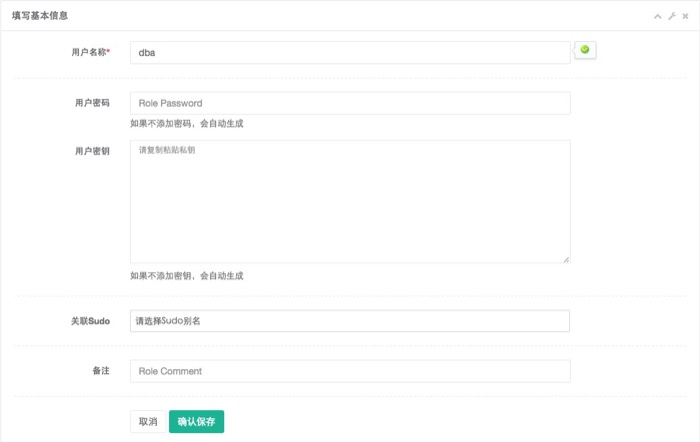 填写基本信息
用户名称* dba
用户密码 Role Password
如果不添加密码，会自动生成
用户密钥 请复制粘贴私钥
如果不添加密钥，会自动生成
关联Sudo 请选择Sudo别名
备注 Role Comment
取消 确认保存